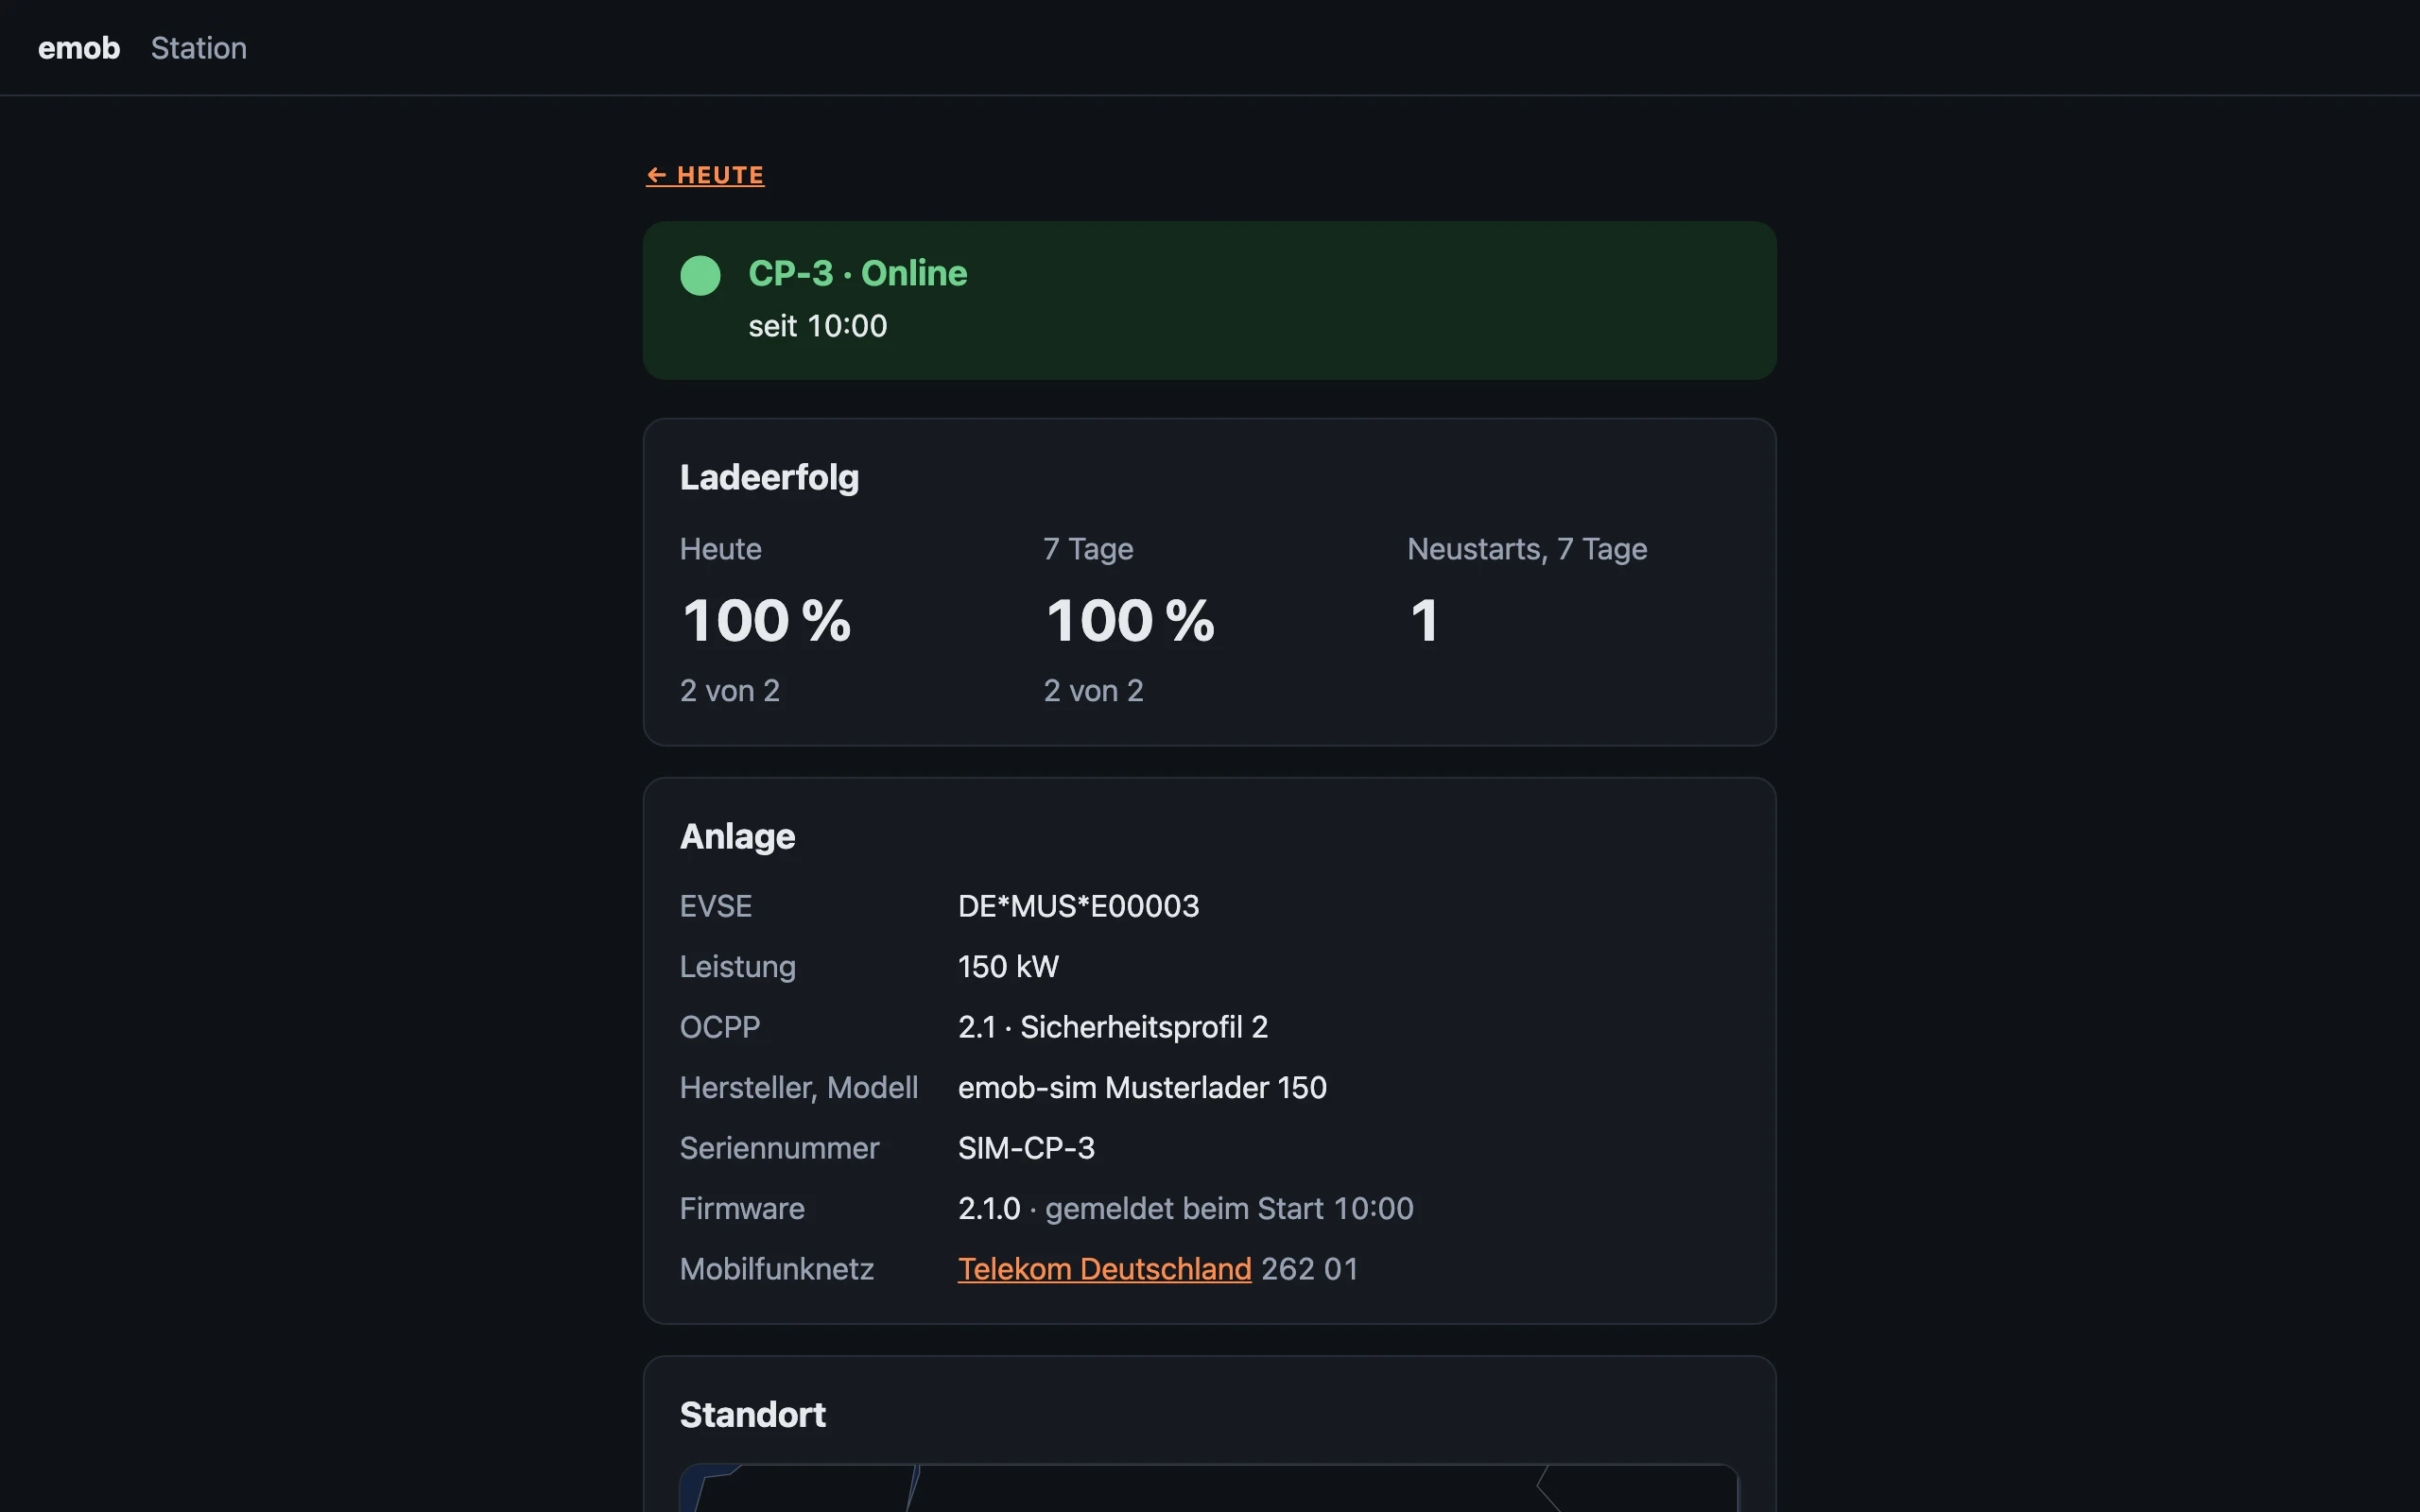 emob Station
← HEUTE
CP-3 · Online
seit 10:00
Ladeerfolg
Heute 7 Tage Neustarts, 7 Tage
100 % 100 % 1
2 von 2 2 von 2
Anlage
EVSE DE*MUS*E00003
Leistung 150 kW
OCPP 2.1 · Sicherheitsprofil 2
Hersteller, Modell emob-sim Musterlader 150
Seriennummer SIM-CP-3
Firmware 2.1.0 · gemeldet beim Start 10:00
Mobilfunknetz Telekom Deutschland 262 01
Standort